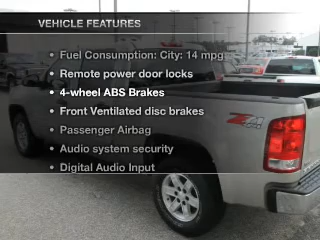 VEHICLE FEATURES
• Fuel Consumption: City: 14 mpg
• Remote power door locks
• 4-wheel ABS Brakes
• Front Ventilated disc brakes
• Passenger Airbag
• Audio system security
• Digital Audio Input
Z71